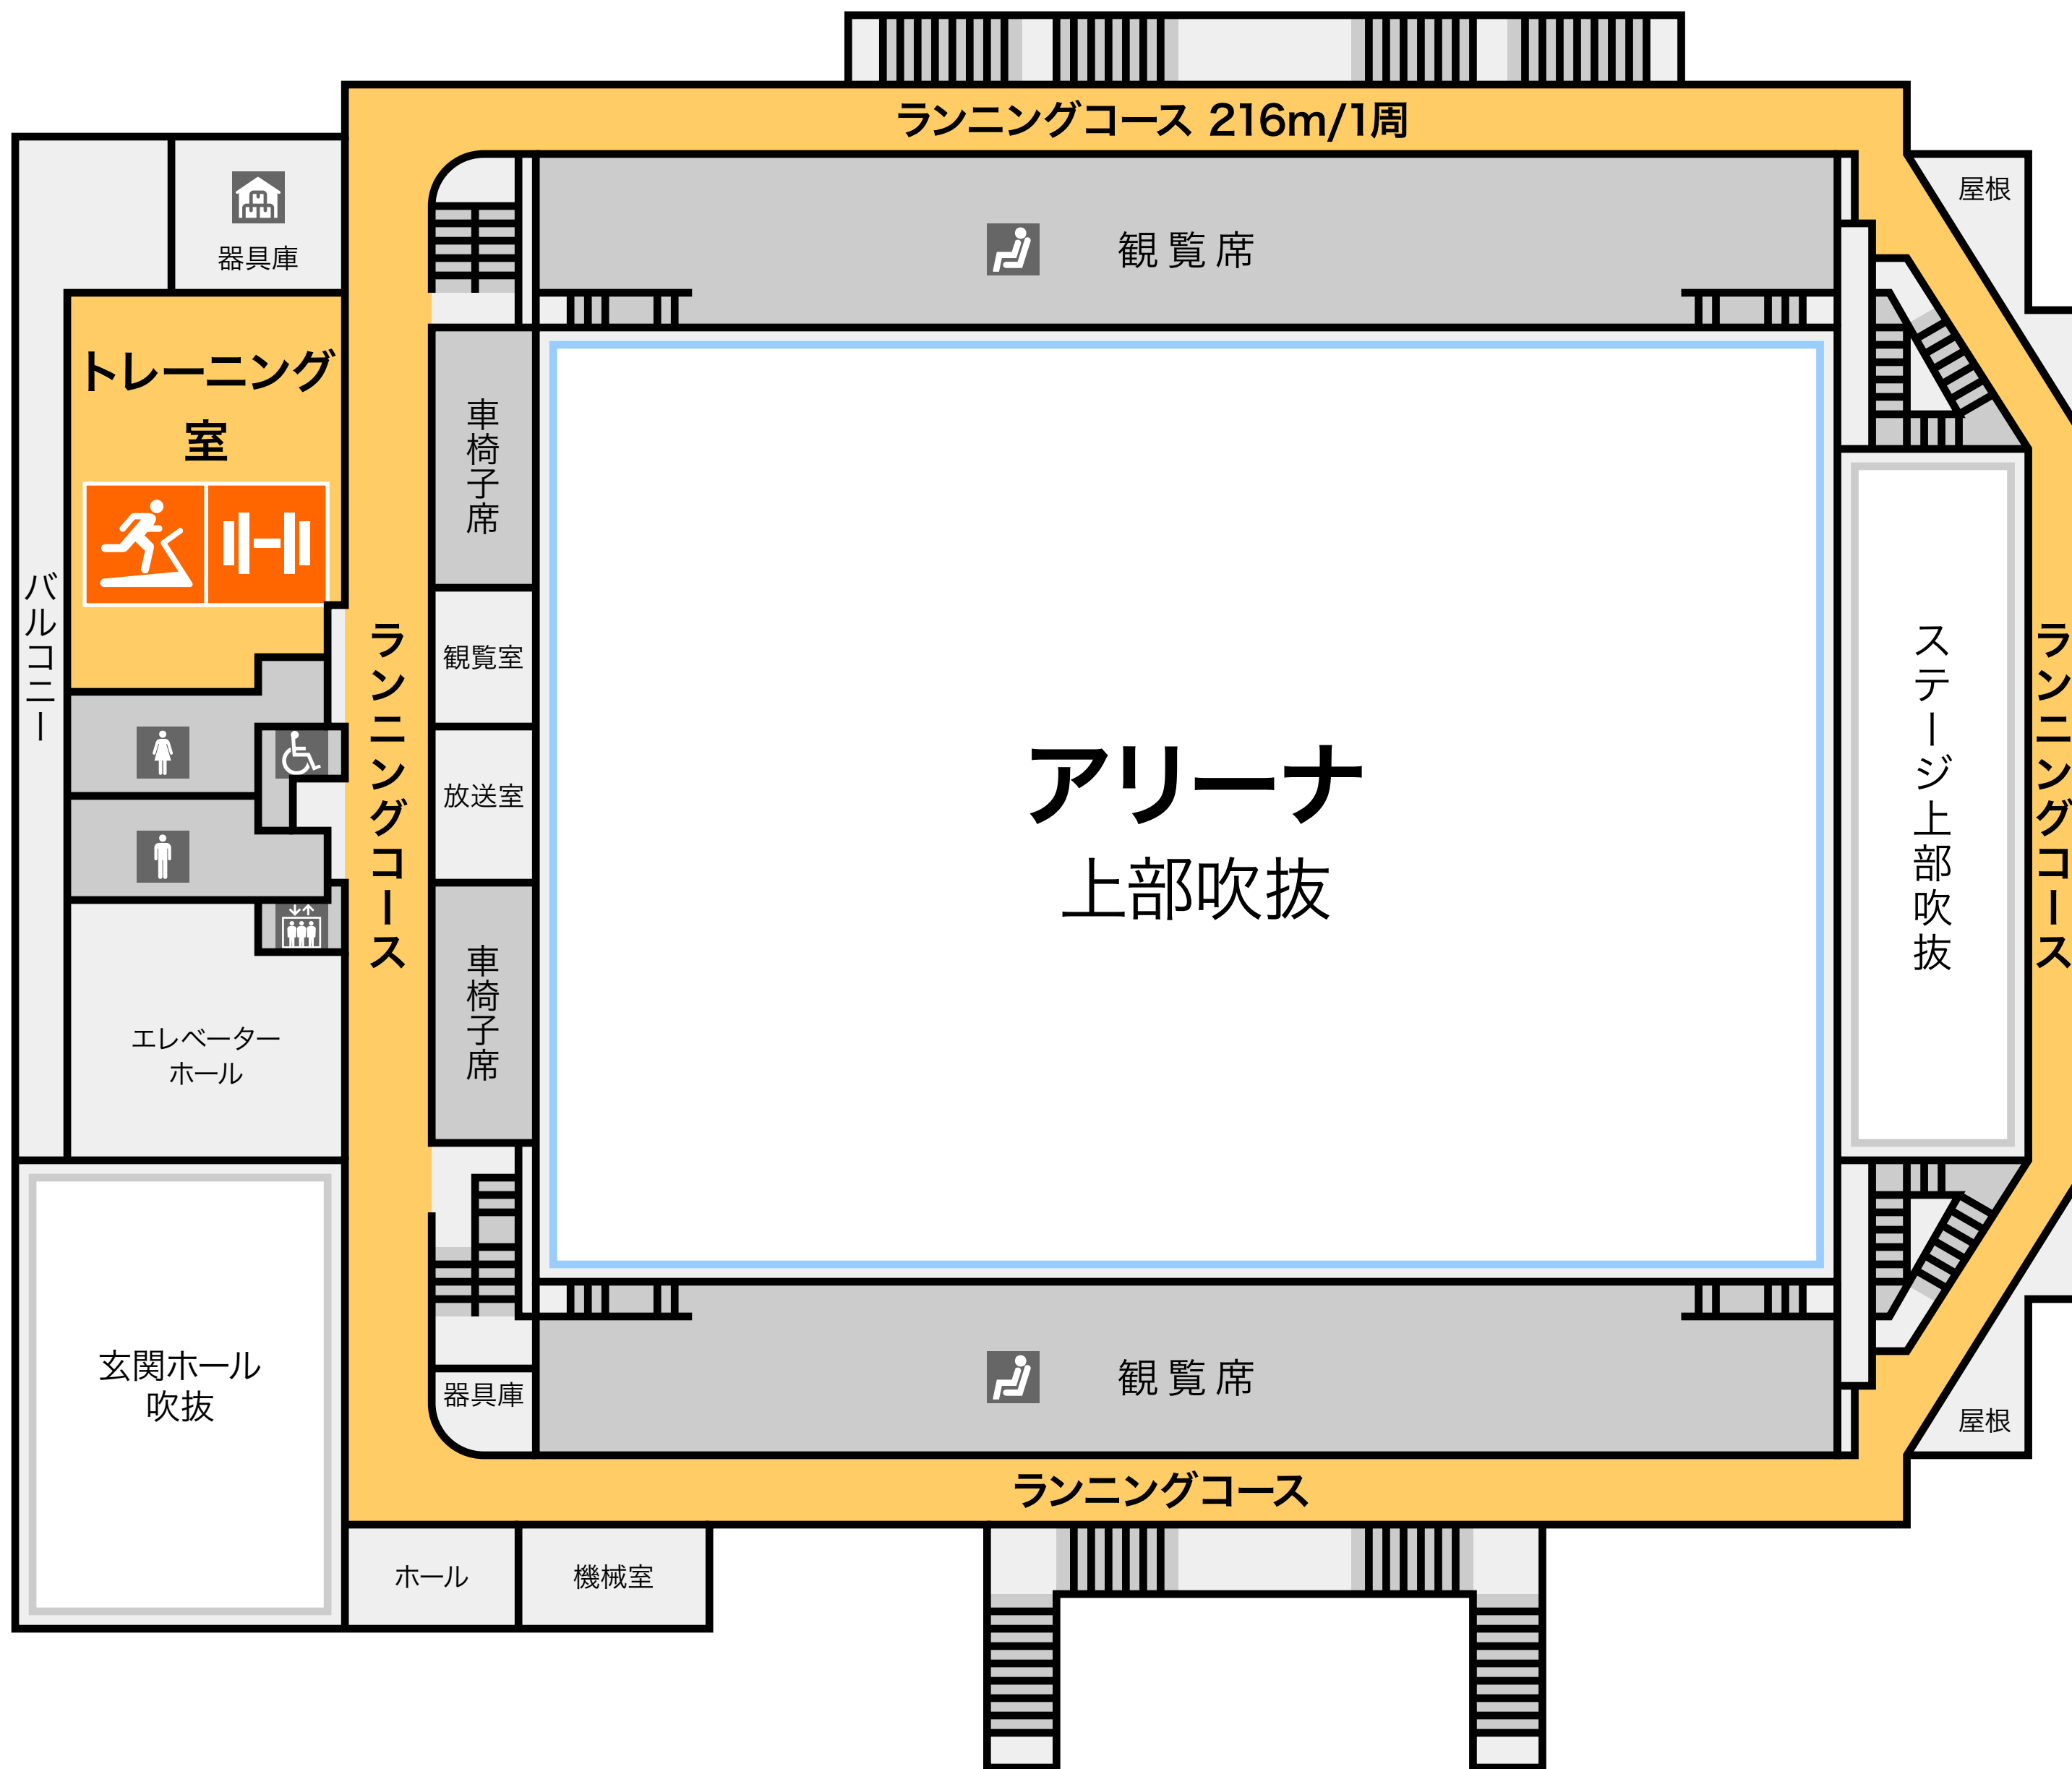 ランニングコース 216m/1周
屋根
器具庫
観覧席
トレーニング
室
車椅子席
バルコニー
ランニングコース
観覧室
放送室
アリーナ
上部吹抜
ステージ上部吹抜
ランニングコース
車椅子席
エレベーター
ホール
玄関ホール
吹抜
器具庫
観覧席
屋根
ランニングコース
ホール
機械室